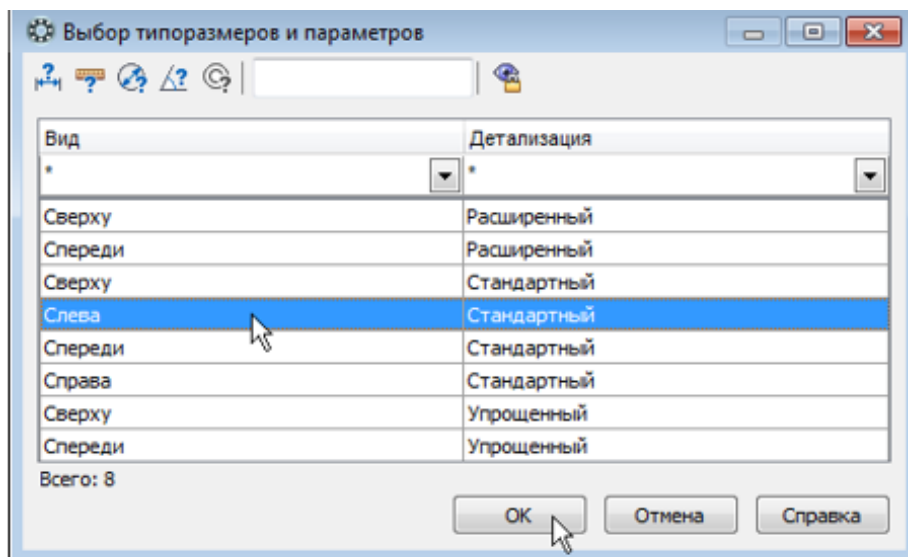 Выбор типоразмеров и параметров
Вид Детализация
* *
Сверху Расширенный
Спереди Расширенный
Сверху Стандартный
Слева Стандартный
Спереди Стандартный
Справа Стандартный
Сверху Упрощенный
Спереди Упрощенный
Всего: 8
OK Отмена Справка